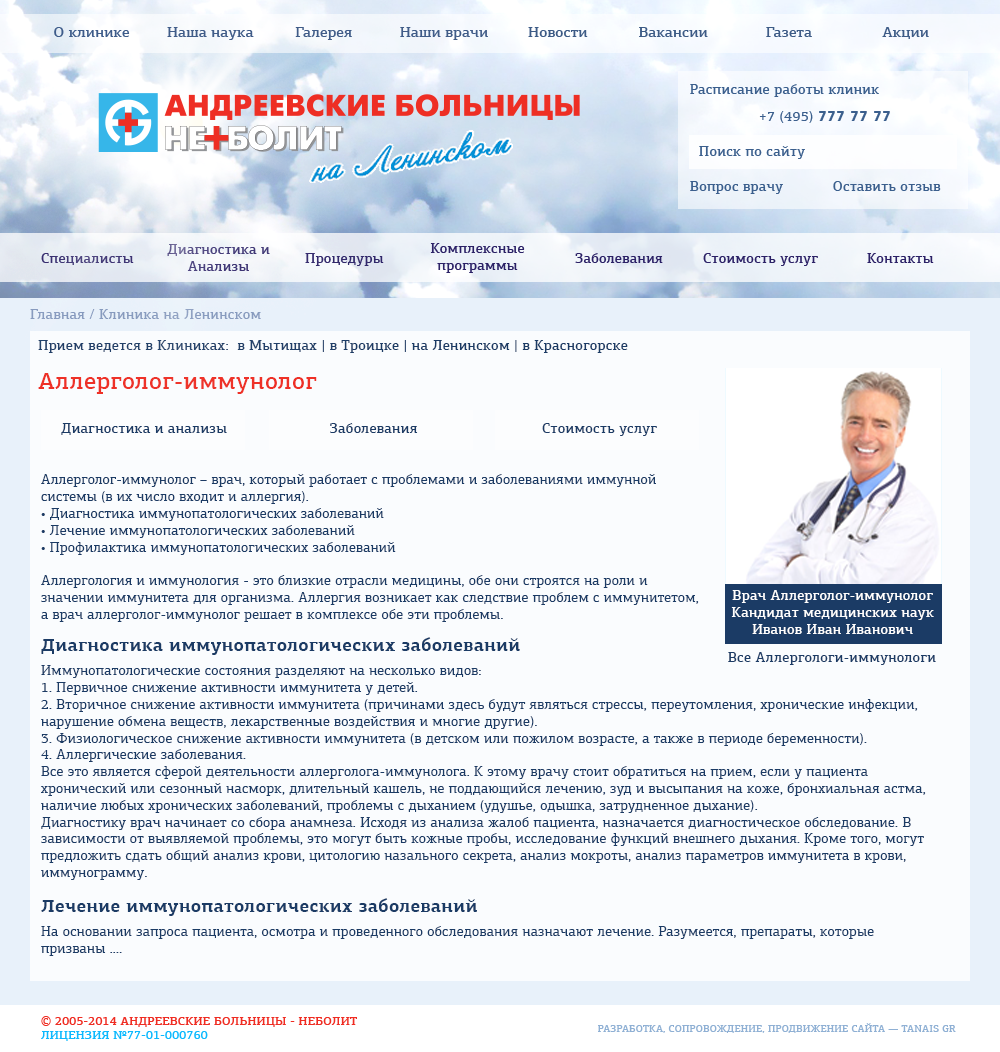 О клинике Наша наука Галерея Наши врачи Новости Вакансии Газета Акции
АНДРЕЕВСКИЕ БОЛЬНИЦЫ
НЕ+БОЛИТ
на Ленинском
Расписание работы клиник
+7 (495) 777 77 77
Поиск по сайту
Вопрос врачу Оставить отзыв
Специалисты Диагностика и Анализы Процедуры Комплексные программы Заболевания Стоимость услуг Контакты
Главная / Клиника на Ленинском
Прием ведется в Клиниках: в Мытищах | в Троицке | на Ленинском | в Красногорске
Аллерголог-иммунолог
Диагностика и анализы Заболевания Стоимость услуг
Аллерголог-иммунолог – врач, который работает с проблемами и заболеваниями иммунной
системы (в их число входит и аллергия).
• Диагностика иммунопатологических заболеваний
• Лечение иммунопатологических заболеваний
• Профилактика иммунопатологических заболеваний
Аллергология и иммунология - это близкие отрасли медицины, обе они строятся на роли и
значении иммунитета для организма. Аллергия возникает как следствие проблем с иммунитетом,
а врач аллерголог-иммунолог решает в комплексе обе эти проблемы.
Врач Аллерголог-иммунолог
Кандидат медицинских наук
Иванов Иван Иванович
Все Аллергологи-иммунологи
Диагностика иммунопатологических заболеваний
Иммунопатологические состояния разделяют на несколько видов:
1. Первичное снижение активности иммунитета у детей.
2. Вторичное снижение активности иммунитета (причинами здесь будут являться стрессы, переутомления, хронические инфекции,
нарушение обмена веществ, лекарственные воздействия и многие другие).
3. Физиологическое снижение активности иммунитета (в детском или пожилом возрасте, а также в периоде беременности).
4. Аллергические заболевания.
Все это является сферой деятельности аллерголога-иммунолога. К этому врачу стоит обратиться на прием, если у пациента
хронический или сезонный насморк, длительный кашель, не поддающийся лечению, зуд и высыпания на коже, бронхиальная астма,
наличие любых хронических заболеваний, проблемы с дыханием (удушье, одышка, затрудненное дыхание).
Диагностику врач начинает со сбора анамнеза. Исходя из анализа жалоб пациента, назначается диагностическое обследование. В
зависимости от выявляемой проблемы, это могут быть кожные пробы, исследование функций внешнего дыхания. Кроме того, могут
предложить сдать общий анализ крови, цитологию назального секрета, анализ мокроты, анализ параметров иммунитета в крови,
иммунограмму.
Лечение иммунопатологических заболеваний
На основании запроса пациента, осмотра и проведенного обследования назначают лечение. Разумеется, препараты, которые
призваны ....
© 2005-2014 АНДРЕЕВСКИЕ БОЛЬНИЦЫ - НЕБОЛИТ
ЛИЦЕНЗИЯ №77-01-000760
РАЗРАБОТКА, СОПРОВОЖДЕНИЕ, ПРОДВИЖЕНИЕ САЙТА — TANAIS GR